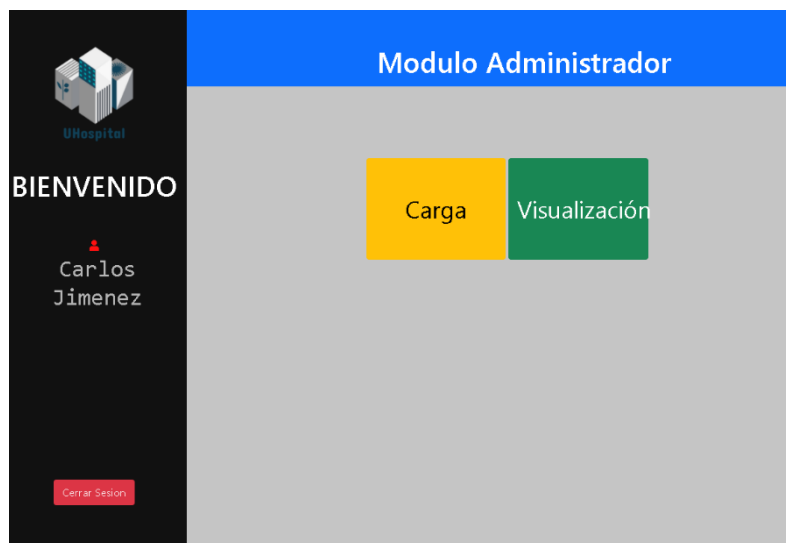 Modulo Administrador
UHospital
BIENVENIDO
Carlos
Jimenez
Carga
Visualización
Cerrar Sesion